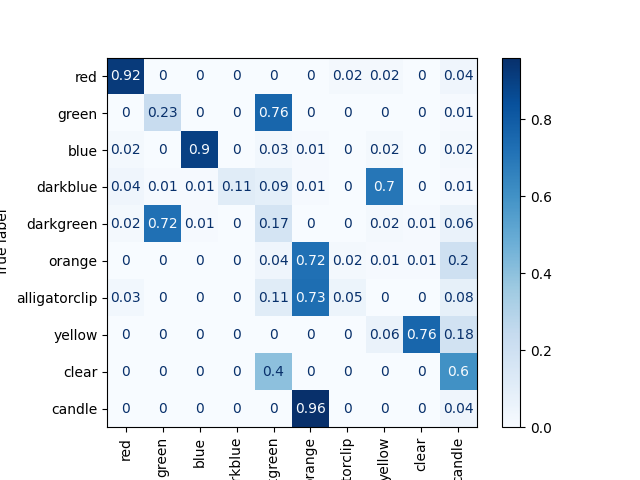 red 0.92 0 0 0 0 0 0.02 0.02 0 0.04
green 0 0.23 0 0 0.76 0 0 0 0 0.01
blue 0.02 0 0.9 0 0.03 0.01 0 0.02 0 0.02
darkblue 0.04 0.01 0.01 0.11 0.09 0.01 0 0.7 0 0.01
darkgreen 0.02 0.72 0.01 0 0.17 0 0 0.02 0.01 0.06
orange 0 0 0 0 0.04 0.72 0.02 0.01 0.01 0.2
alligatorclip 0.03 0 0 0 0.11 0.73 0.05 0 0 0.08
yellow 0 0 0 0 0 0 0 0.06 0.76 0.18
clear 0 0 0 0 0.4 0 0 0 0 0.6
candle 0 0 0 0 0 0.96 0 0 0 0.04
red green blue rkblue kgreen range torclip yellow clear candle
True label
0.8
0.6
0.4
0.2
0.0